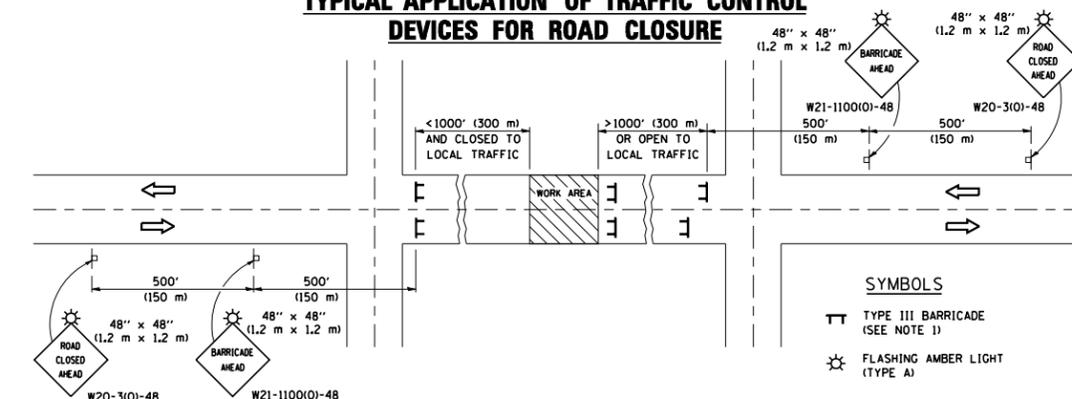 TYPICAL APPLICATION OF TRAFFIC CONTROL
DEVICES FOR ROAD CLOSURE
48" x 48"
(1.2 m x 1.2 m)
BARRICADE
AHEAD
W21-1100(O)-48
48" x 48"
(1.2 m x 1.2 m)
ROAD
CLOSED
AHEAD
W20-3(O)-48
<1000' (300 m)
AND CLOSED TO
LOCAL TRAFFIC
>1000' (300 m)
OR OPEN TO
LOCAL TRAFFIC
500'
(150 m)
500'
(150 m)
WORK AREA
500'
(150 m)
500'
(150 m)
48" x 48"
(1.2 m x 1.2 m)
ROAD
CLOSED
AHEAD
W20-3(O)-48
48" x 48"
(1.2 m x 1.2 m)
BARRICADE
AHEAD
W21-1100(O)-48
SYMBOLS
TYPE III BARRICADE
(SEE NOTE 1)
FLASHING AMBER LIGHT
(TYPE A)